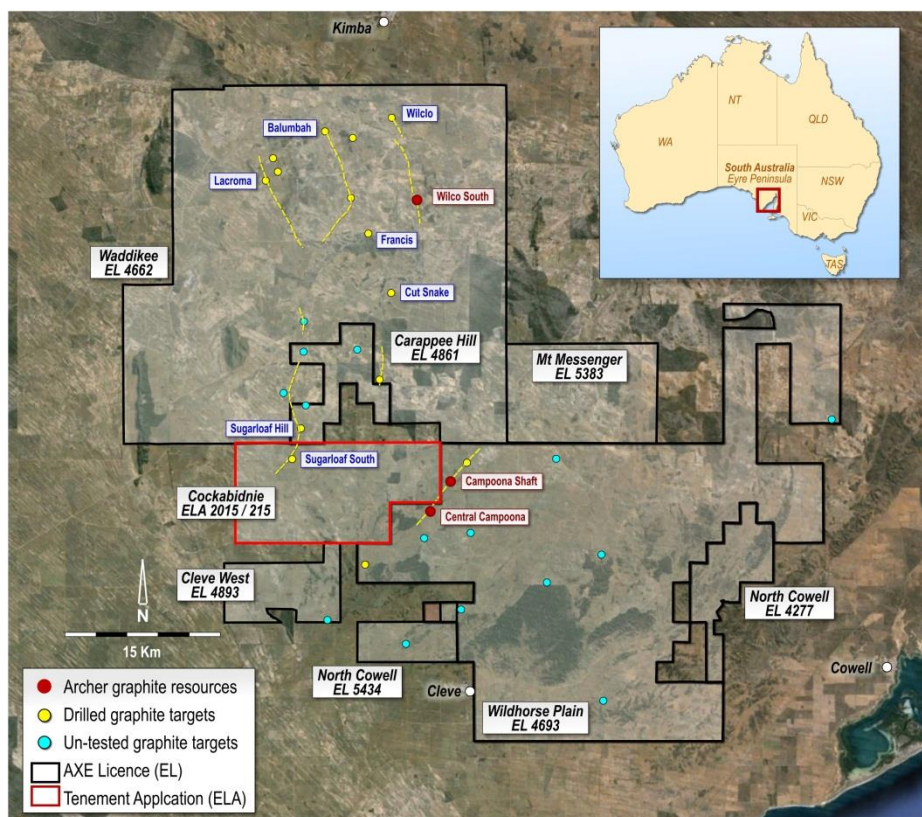 Kimba
NT
QLD
WA
South Australia
Eyre Peninsula
NSW
VIC
TAS
Wilclo
Balumbah
Lacroma
Wilco South
Francis
Waddikee
EL 4662
Cut Snake
Carappee Hill
EL 4861
Mt Messenger
EL 5383
Sugarloaf Hill
Sugarloaf South
Campoona Shaft
Cockabidnie
ELA 2015 / 215
Central Campoona
Cleve West
EL 4893
North Cowell
EL 4277
N
15 Km
North Cowell
EL 5434
Cleve
Cowell
Wildhorse Plain
EL 4693
Archer graphite resources
Drilled graphite targets
Un-tested graphite targets
AXE Licence (EL)
Tenement Applcation (ELA)